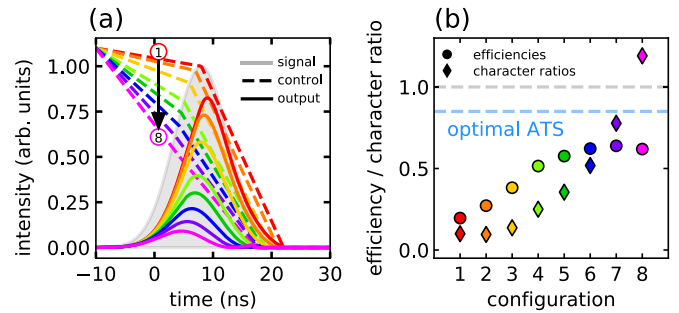 (a)
(b)
intensity (arb. units)
1.00
0.75
0.50
0.25
0.00
1
8
signal
control
output
−10
0
10
20
30
time (ns)
efficiency / character ratio
1.0
0.5
0.0
efficiencies
character ratios
optimal ATS
1 2 3 4 5 6 7 8
configuration